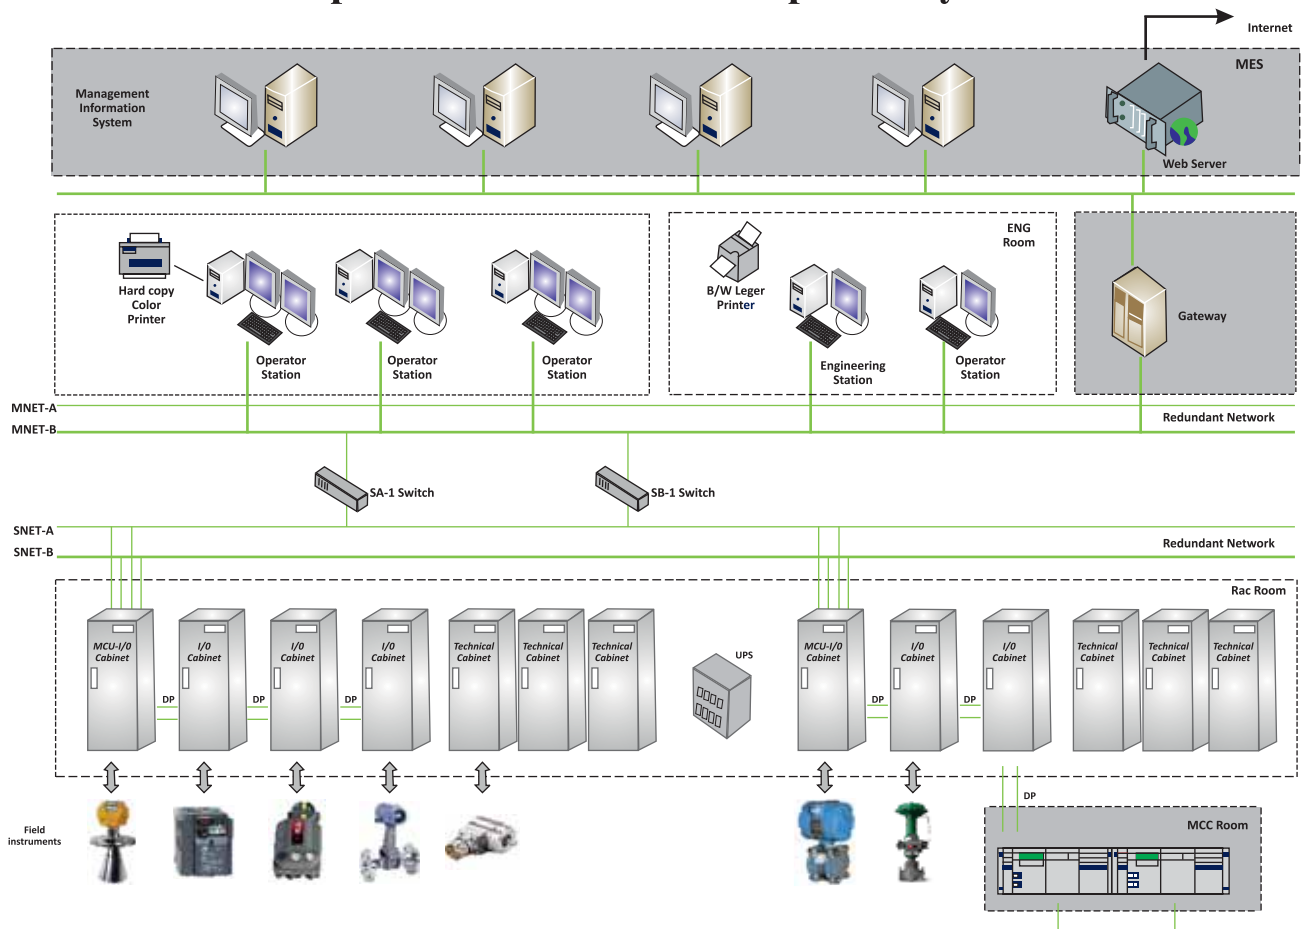 Internet
MES
Management
Information
System
Web Server
ENG
Room
Hard copy
Color
Printer
B/W Leger
Printer
Gateway
Operator
Station
Operator
Station
Operator
Station
Engineering
Station
Operator
Station
MNET-A
Redundant Network
MNET-B
SA-1 Switch
SB-1 Switch
SNET-A
SNET-B
Redundant Network
Rac Room
MCU-I/0
Cabinet
I/0
Cabinet
I/0
Cabinet
I/0
Cabinet
Technical
Cabinet
Technical
Cabinet
Technical
Cabinet
UPS
MCU-I/0
Cabinet
I/0
Cabinet
I/0
Cabinet
Technical
Cabinet
Technical
Cabinet
Technical
Cabinet
DP
DP
DP
DP
DP
DP
Field
instruments
MCC Room